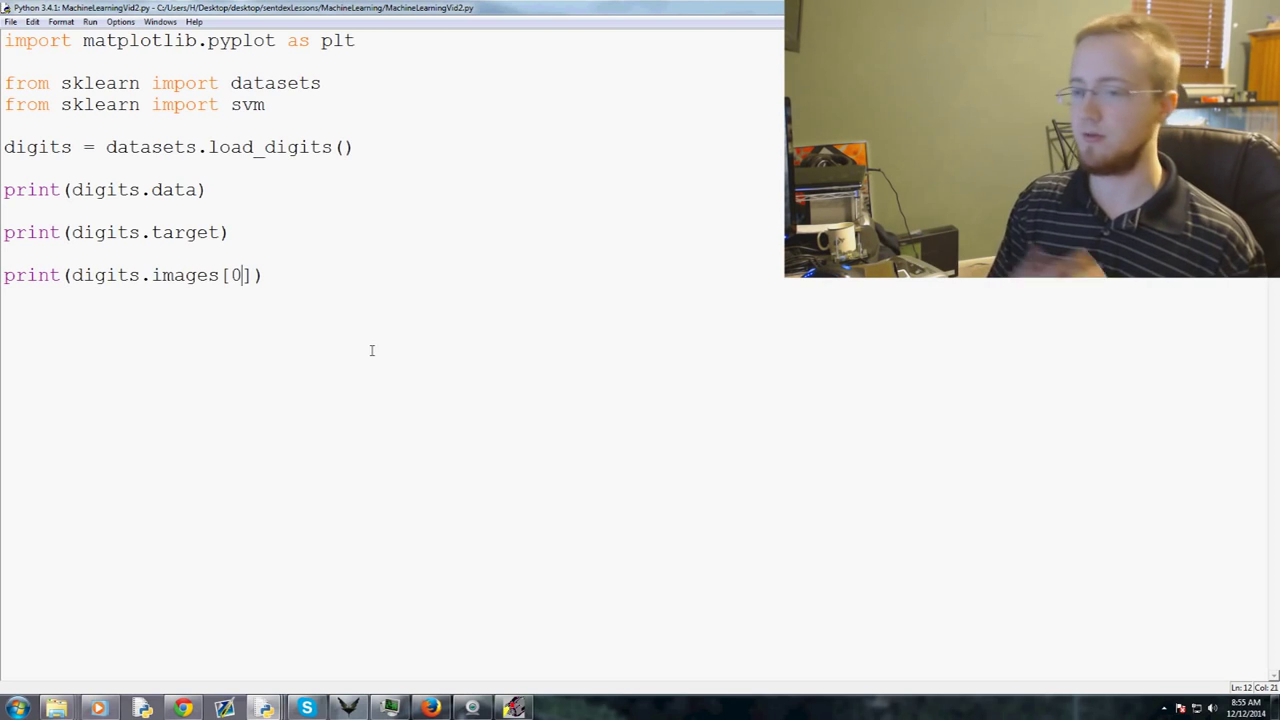 Python 3.4.1: MachineLearningVid2.py - C:/Users/H/Desktop/desktop/sentdexLessons/MachineLearning/MachineLearningVid2.py
File Edit Format Run Options Windows Help
import matplotlib.pyplot as plt
from sklearn import datasets
from sklearn import svm
digits = datasets.load_digits()
print(digits.data)
print(digits.target)
print(digits.images[0])
Ln: 12 Col: 21
8:55 AM
12/12/2014